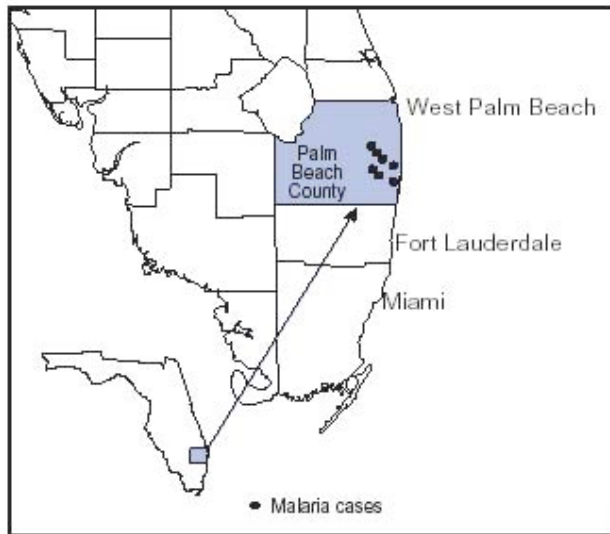 West Palm Beach
Palm
Beach
County
Fort Lauderdale
Miami
Malaria cases